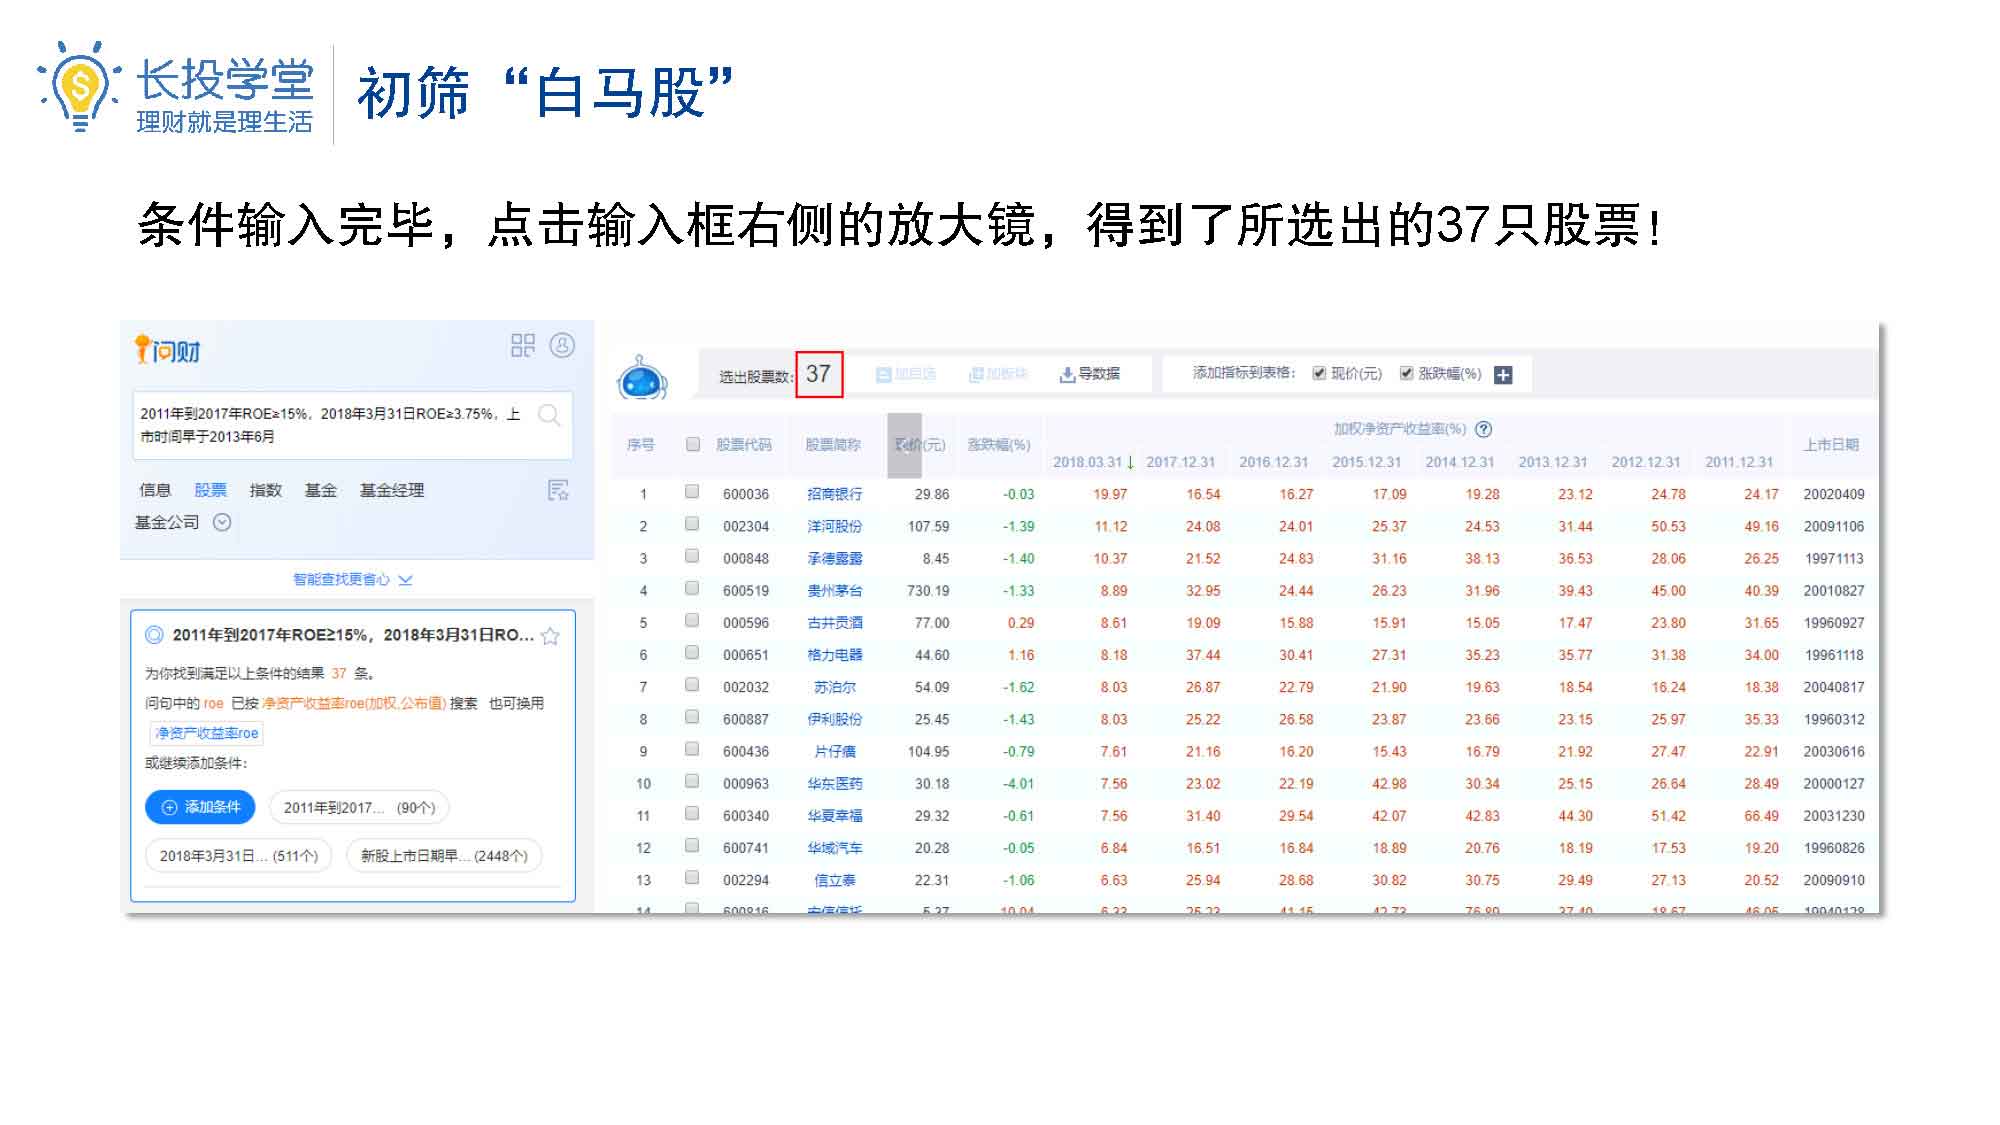 长投学堂
理财就是理生活
初筛“白马股”
条件输入完毕，点击输入框右侧的放大镜，得到了所选出的37只股票！
问财
2011年到2017年ROE≥15%，2018年3月31日ROE≥3.75%，上
市时间早于2013年6月
信息 股票 指数 基金 基金经理
基金公司
智能查找更省心
2011年到2017年ROE≥15%，2018年3月31日RO...
为你找到满足以上条件的结果 37 条。
问句中的 roe 已按 净资产收益率roe(加权,公布值) 搜索 也可换用
净资产收益率roe
或继续添加条件：
添加条件 2011年到2017... (90个)
2018年3月31日... (511个) 新股上市日期早... (2448个)
选出股票数： 37 加自选 加板块 导数据 添加指标到表格： 现价(元) 涨跌幅(%)
序号 股票代码 股票简称 现价(元) 涨跌幅(%) 加权净资产收益率(%) 上市日期
2018.03.31 2017.12.31 2016.12.31 2015.12.31 2014.12.31 2013.12.31 2012.12.31 2011.12.31
1 600036 招商银行 29.86 -0.03 19.97 16.54 16.27 17.09 19.28 23.12 24.78 24.17 20020409
2 002304 洋河股份 107.59 -1.39 11.12 24.08 24.01 25.37 24.53 31.44 50.53 49.16 20091106
3 000848 承德露露 8.45 -1.40 10.37 21.52 24.83 31.16 38.13 36.53 28.06 26.25 19971113
4 600519 贵州茅台 730.19 -1.33 8.89 32.95 24.44 26.23 31.96 39.43 45.00 40.39 20010827
5 000596 古井贡酒 77.00 0.29 8.61 19.09 15.88 15.91 15.05 17.47 23.80 31.65 19960927
6 000651 格力电器 44.60 1.16 8.18 37.44 30.41 27.31 35.23 35.77 31.38 34.00 19961118
7 002032 苏泊尔 54.09 -1.62 8.03 26.87 22.79 21.90 19.63 18.54 16.24 18.38 20040817
8 600887 伊利股份 25.45 -1.43 8.03 25.22 26.58 23.87 23.66 23.15 25.97 35.33 19960312
9 600436 片仔癀 104.95 -0.79 7.61 21.16 16.20 15.43 16.79 21.92 27.47 22.91 20030616
10 000963 华东医药 30.18 -4.01 7.56 23.02 22.19 42.98 30.34 25.15 26.64 28.49 20000127
11 600340 华夏幸福 29.32 -0.61 7.56 31.40 29.54 42.07 42.83 44.30 51.42 66.49 20031230
12 600741 华域汽车 20.28 -0.05 6.84 16.51 16.84 18.89 20.76 18.19 17.53 19.20 19960826
13 002294 信立泰 22.31 -1.06 6.63 25.94 28.68 30.82 30.75 29.49 27.13 20.52 20090910
14 600816 安信信托 5.37 10.04 6.33 25.23 41.15 42.73 76.89 37.40 18.67 46.05 19940128